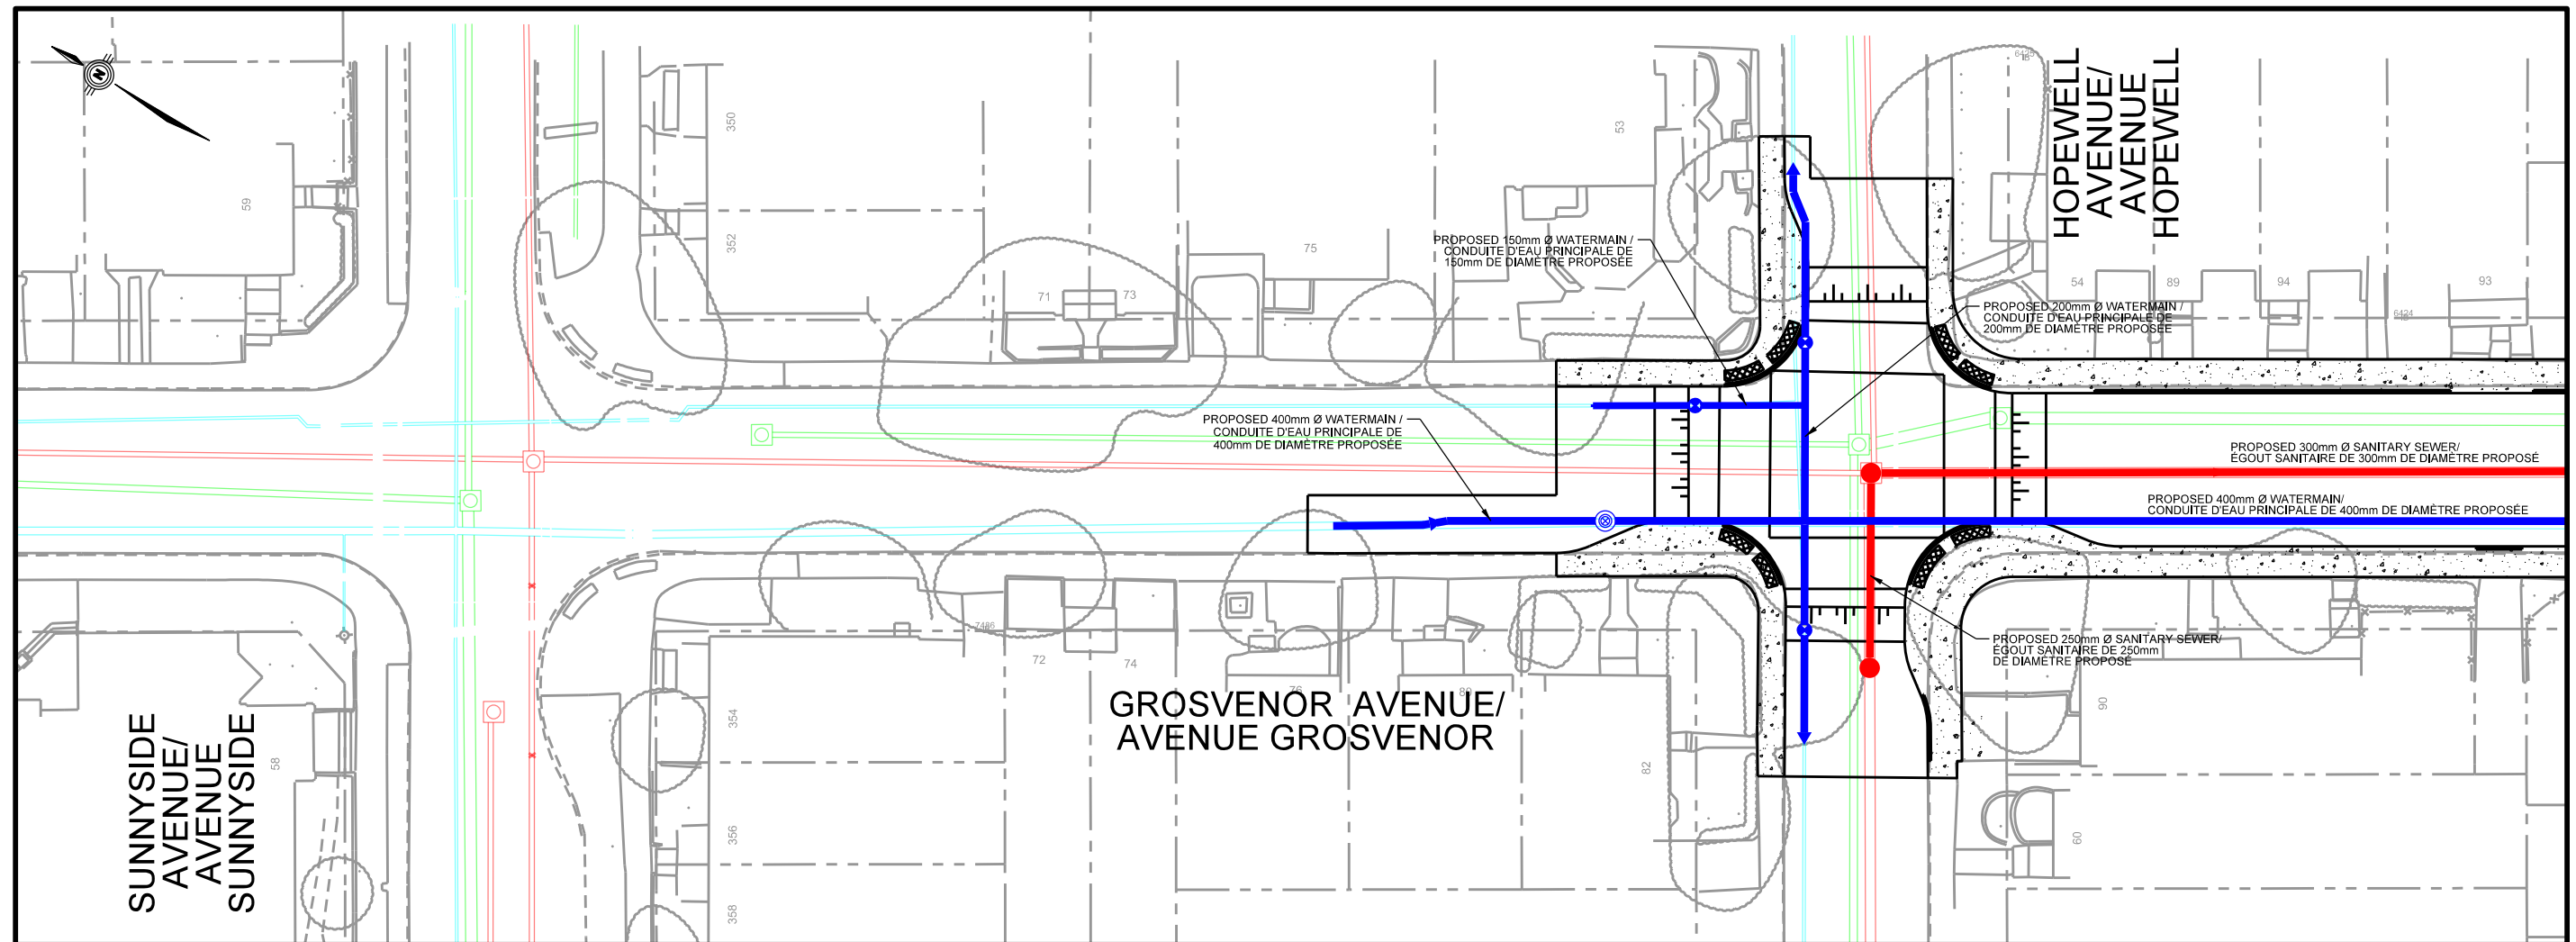 N
350
352
59
53
75
71
73
PROPOSED 150mm Ø WATERMAIN /
CONDUITE D'EAU PRINCIPALE DE
150mm DE DIAMÈTRE PROPOSÉE
HOPEWELL
AVENUE/
AVENUE
HOPEWELL
54
89
94
93
6424
PROPOSED 200mm Ø WATERMAIN /
CONDUITE D'EAU PRINCIPALE DE
200mm DE DIAMÈTRE PROPOSÉE
PROPOSED 400mm Ø WATERMAIN /
CONDUITE D'EAU PRINCIPALE DE
400mm DE DIAMÈTRE PROPOSÉE
PROPOSED 300mm Ø SANITARY SEWER/
ÉGOUT SANITAIRE DE 300mm DE DIAMÈTRE PROPOSÉ
PROPOSED 400mm Ø WATERMAIN/
CONDUITE D'EAU PRINCIPALE DE 400mm DE DIAMÈTRE PROPOSÉE
PROPOSED 250mm Ø SANITARY SEWER/
ÉGOUT SANITAIRE DE 250mm
DE DIAMÈTRE PROPOSÉ
72
74
76
80
GROSVENOR AVENUE/
AVENUE GROSVENOR
SUNNYSIDE
AVENUE/
AVENUE
SUNNYSIDE
58
354
356
358
82
90
60